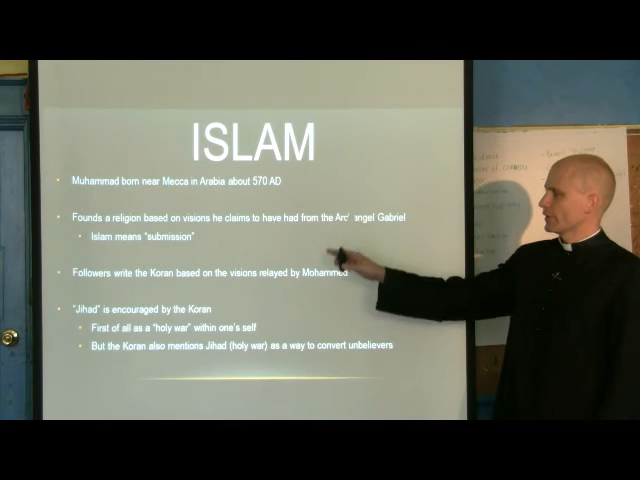 ISLAM
• Muhammad born near Mecca in Arabia about 570 AD
• Founds a religion based on visions he claims to have had from the Archangel Gabriel
• Islam means “submission”
• Followers write the Koran based on the visions relayed by Mohammed
• “Jihad” is encouraged by the Koran
• First of all as a “holy war” within one’s self
• But the Koran also mentions Jihad (holy war) as a way to convert unbelievers